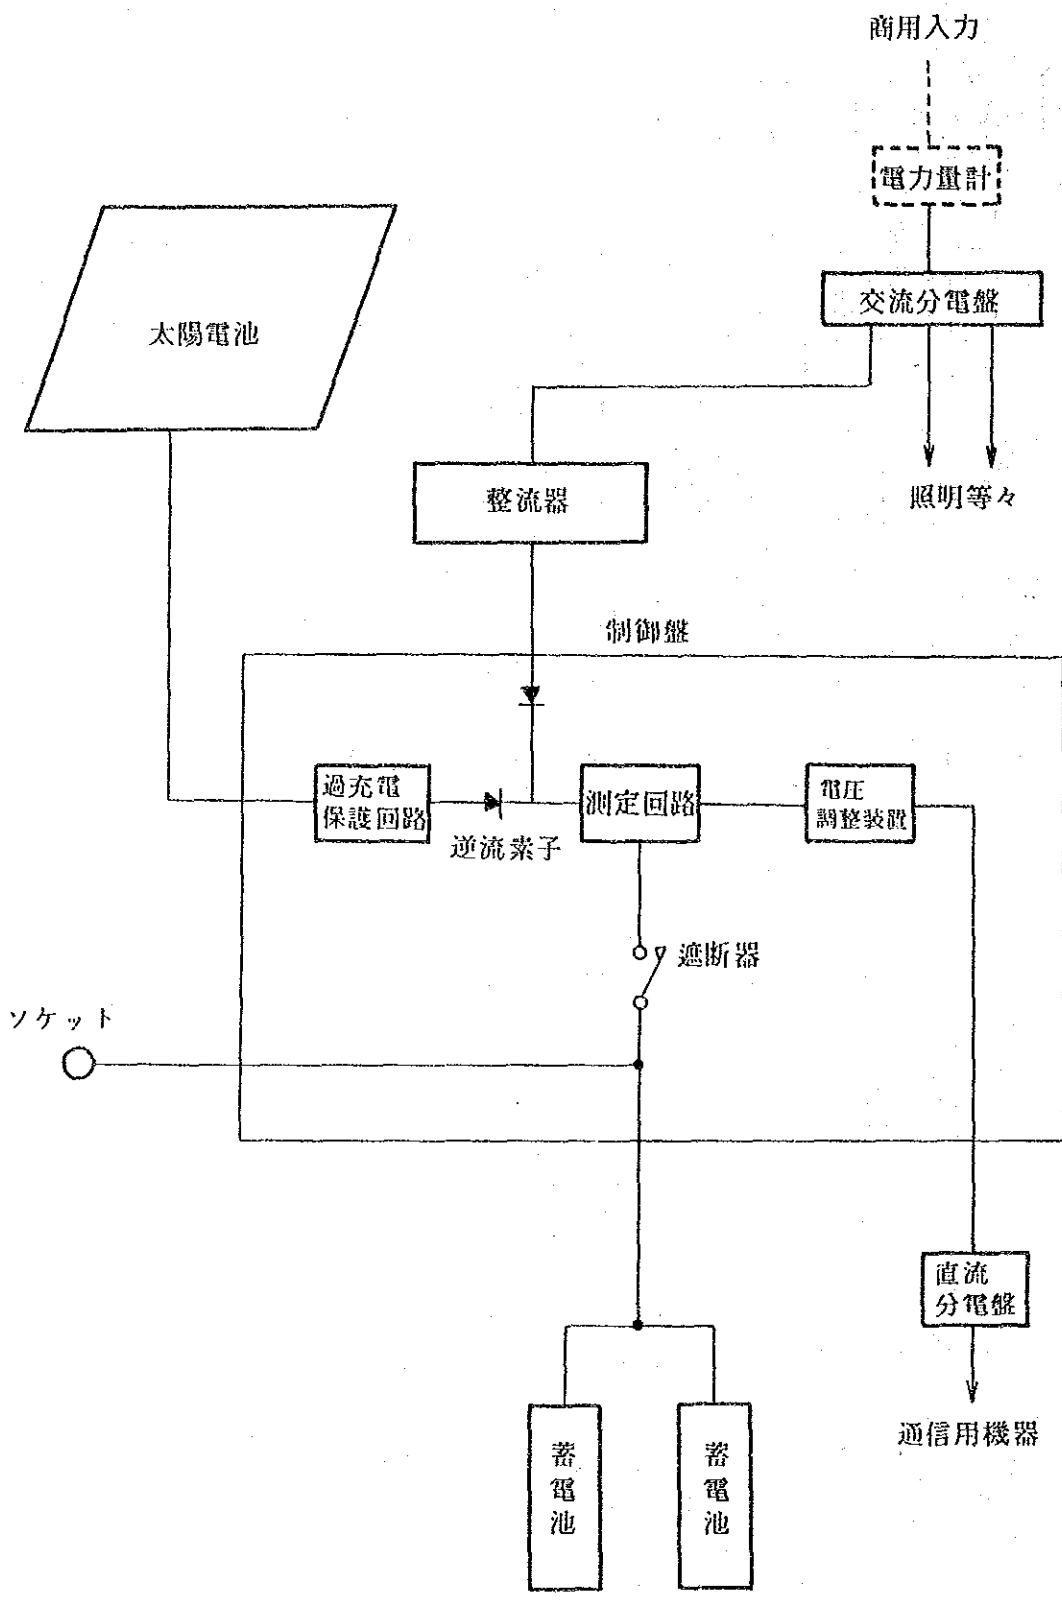 商用入力
電力量計
交流分電盤
太陽電池
整流器
照明等々
制御盤
過充電
保護回路
逆流素子
測定回路
電圧
調整装置
遮断器
ソケット
直流
分電盤
通信用機器
蓄電池
蓄電池